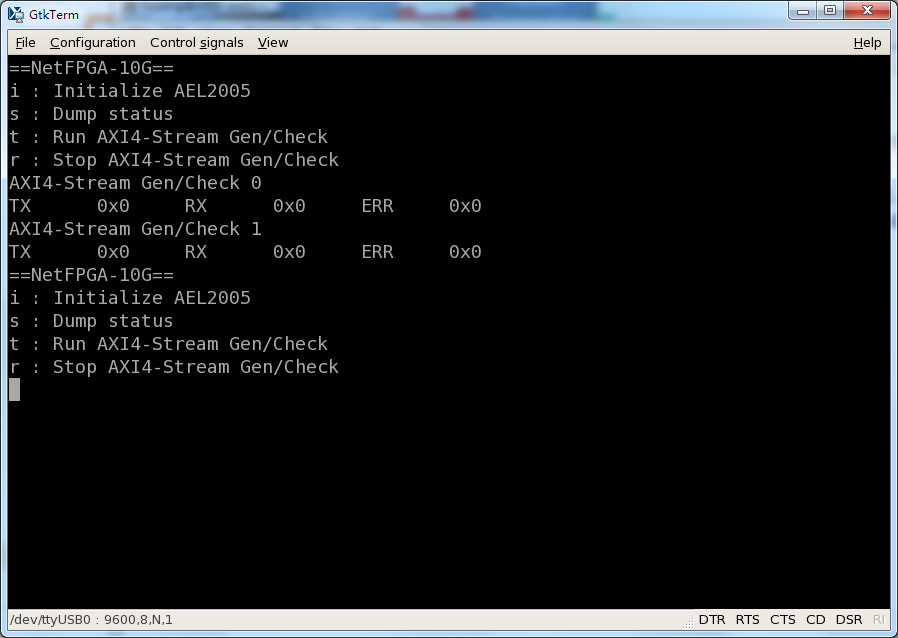 GtkTerm
File Configuration Control signals View Help
==NetFPGA-10G==
i : Initialize AEL2005
s : Dump status
t : Run AXI4-Stream Gen/Check
r : Stop AXI4-Stream Gen/Check
AXI4-Stream Gen/Check 0
TX 0x0 RX 0x0 ERR 0x0
AXI4-Stream Gen/Check 1
TX 0x0 RX 0x0 ERR 0x0
==NetFPGA-10G==
i : Initialize AEL2005
s : Dump status
t : Run AXI4-Stream Gen/Check
r : Stop AXI4-Stream Gen/Check
/dev/ttyUSB0 : 9600,8,N,1 DTR RTS CTS CD DSR RI